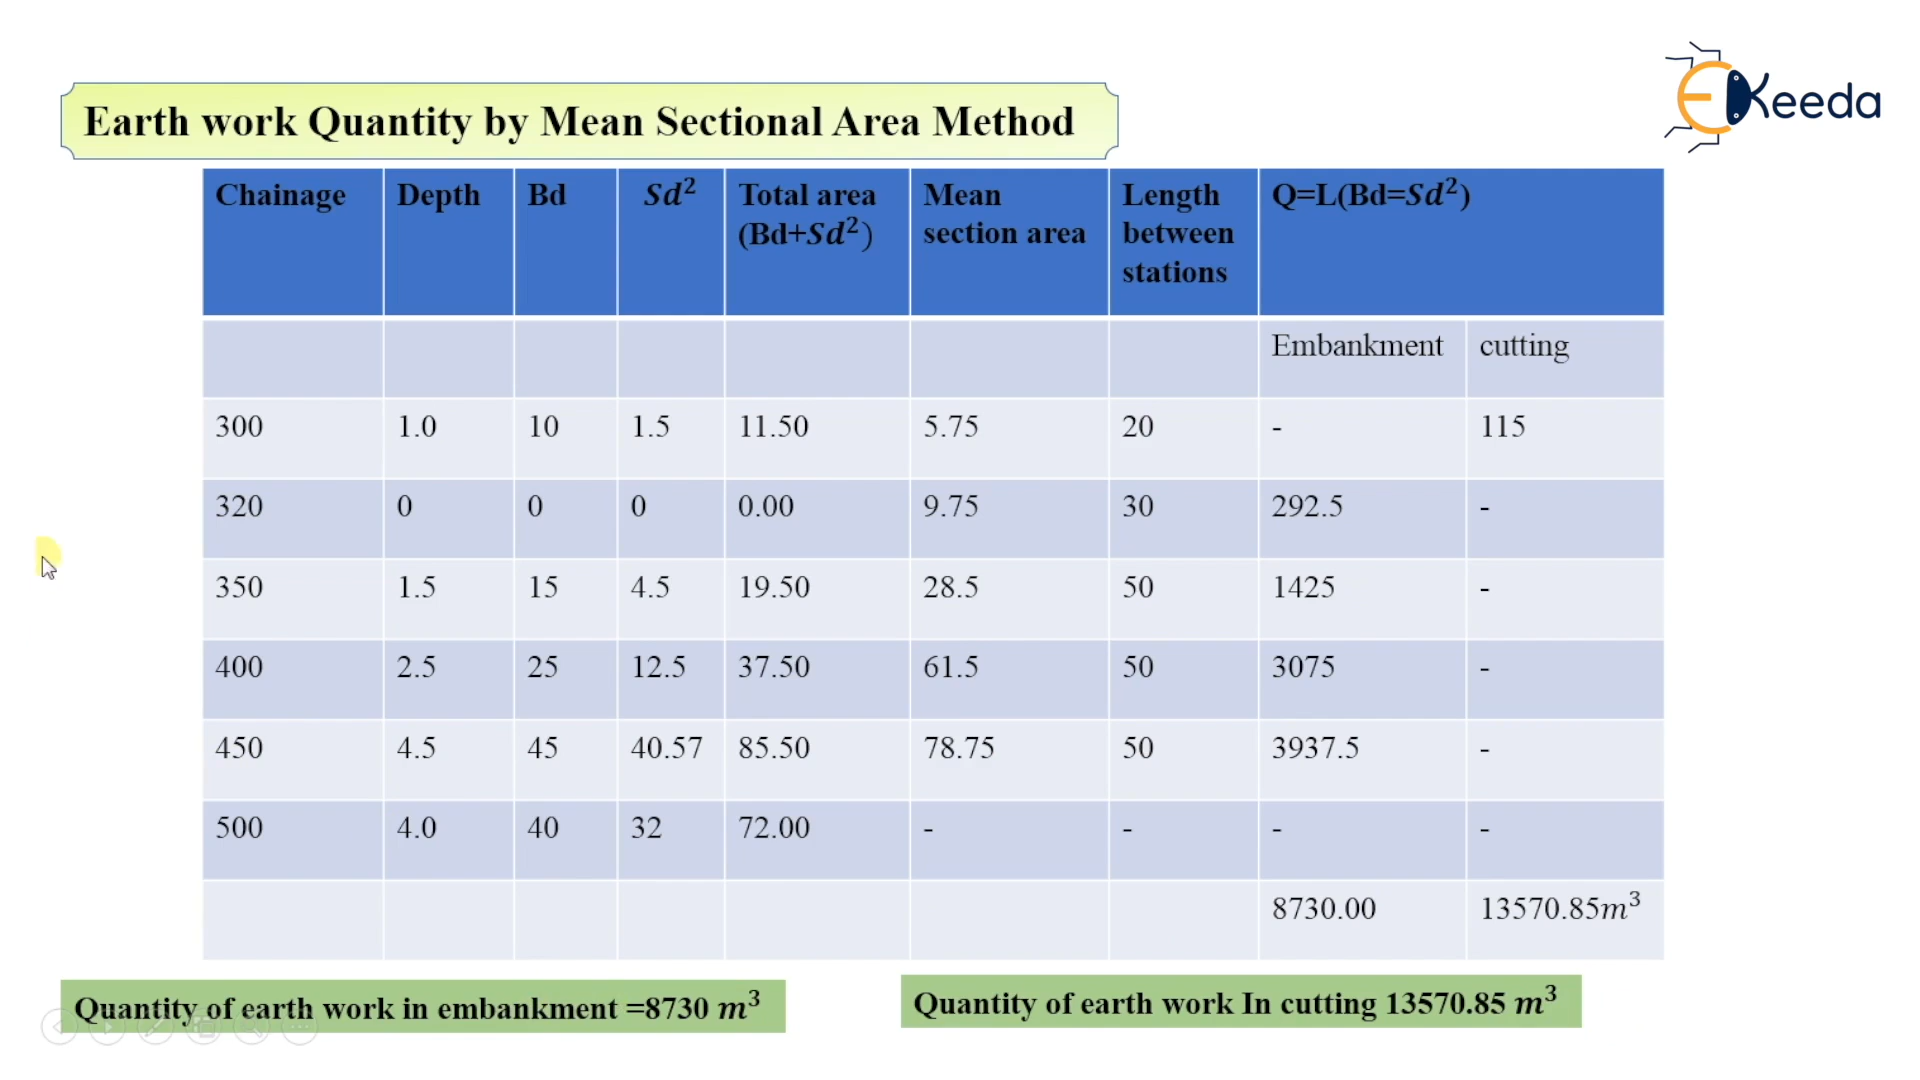 EKeeda
Earth work Quantity by Mean Sectional Area Method
Chainage Depth Bd Sd² Total area (Bd+Sd²) Mean section area Length between stations Q=L(Bd=Sd²)
Embankment cutting
300 1.0 10 1.5 11.50 5.75 20 - 115
320 0 0 0 0.00 9.75 30 292.5 -
350 1.5 15 4.5 19.50 28.5 50 1425 -
400 2.5 25 12.5 37.50 61.5 50 3075 -
450 4.5 45 40.57 85.50 78.75 50 3937.5 -
500 4.0 40 32 72.00 - - - -
8730.00 13570.85m³
Quantity of earth work in embankment =8730 m³
Quantity of earth work In cutting 13570.85 m³